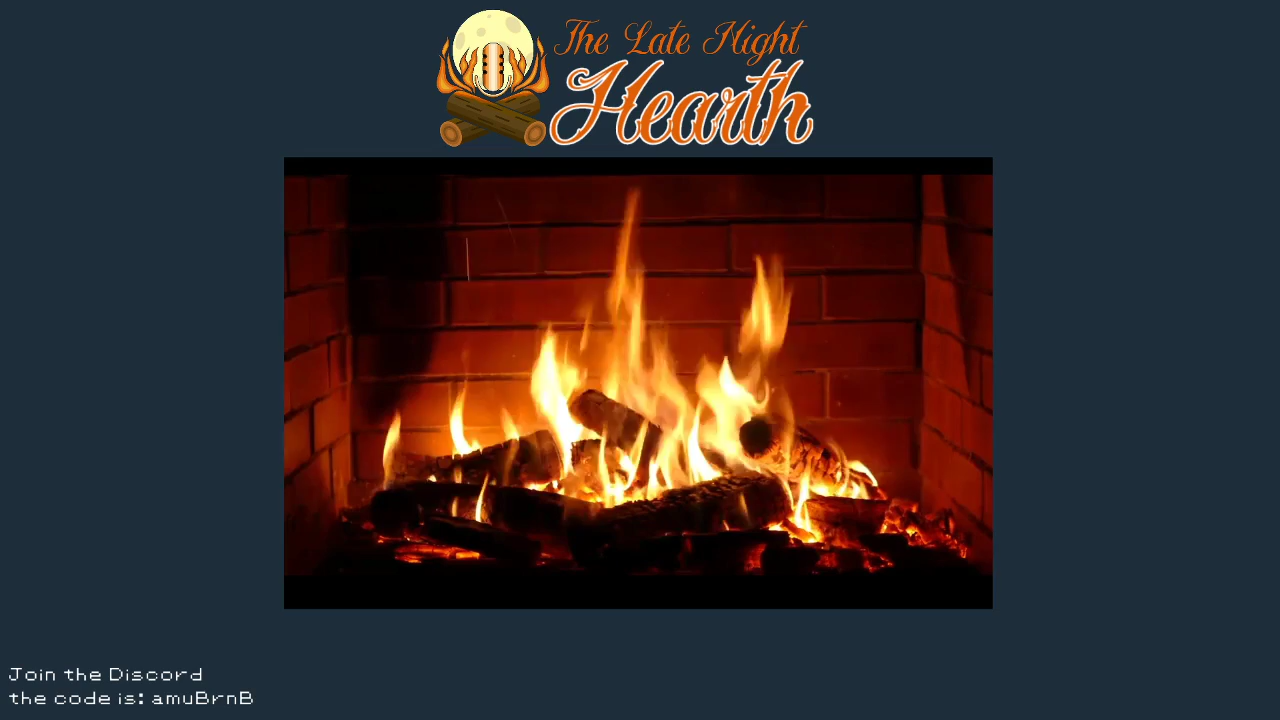 The Late Night
Hearth
Join the Discord
the code is: amuBrnB